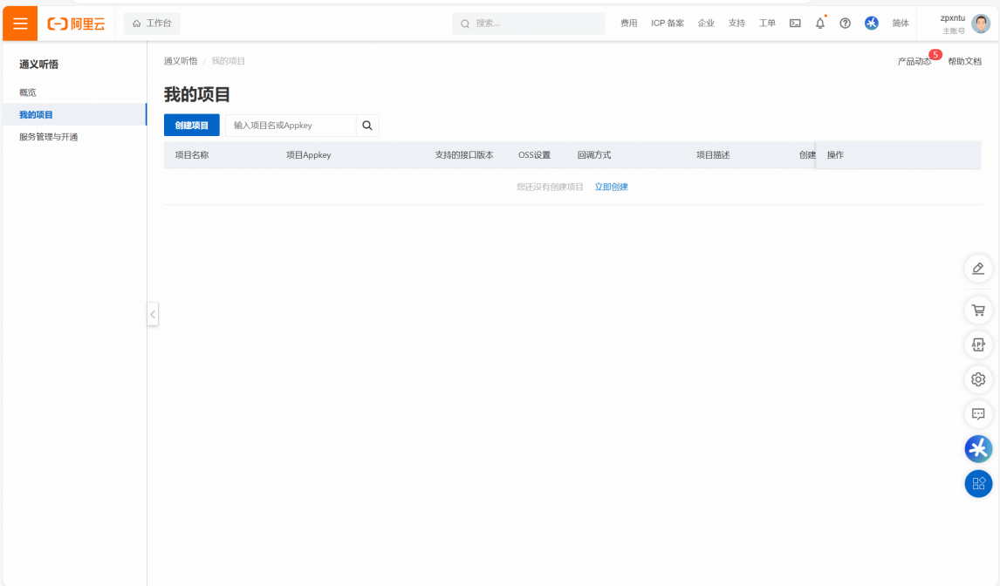 阿里云
工作台
搜索...
费用
ICP 备案
企业
支持
工单
简体
zpxntu
主账号
通义听悟
概览
我的项目
服务管理与开通
通义听悟 / 我的项目
产品动态
5
帮助文档
我的项目
创建项目
输入项目名或Appkey
项目名称
项目Appkey
支持的接口版本
OSS设置
回调方式
项目描述
创建
操作
您还没有创建项目 立即创建
APP